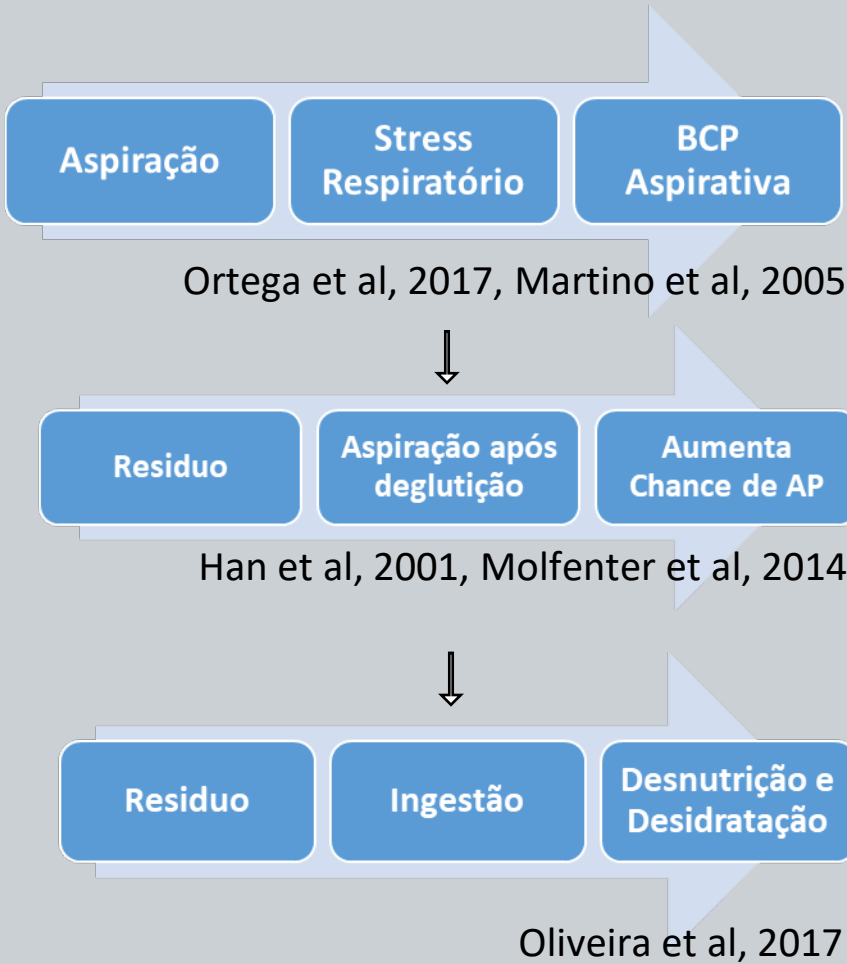 Aspiração
Stress
Respiratório
BCP
Aspirativa
Ortega et al, 2017, Martino et al, 2005
Residuo
Aspiração após
deglutição
Aumenta
Chance de AP
Han et al, 2001, Molfenter et al, 2014
Residuo
Ingestão
Desnutrição e
Desidratação
Oliveira et al, 2017